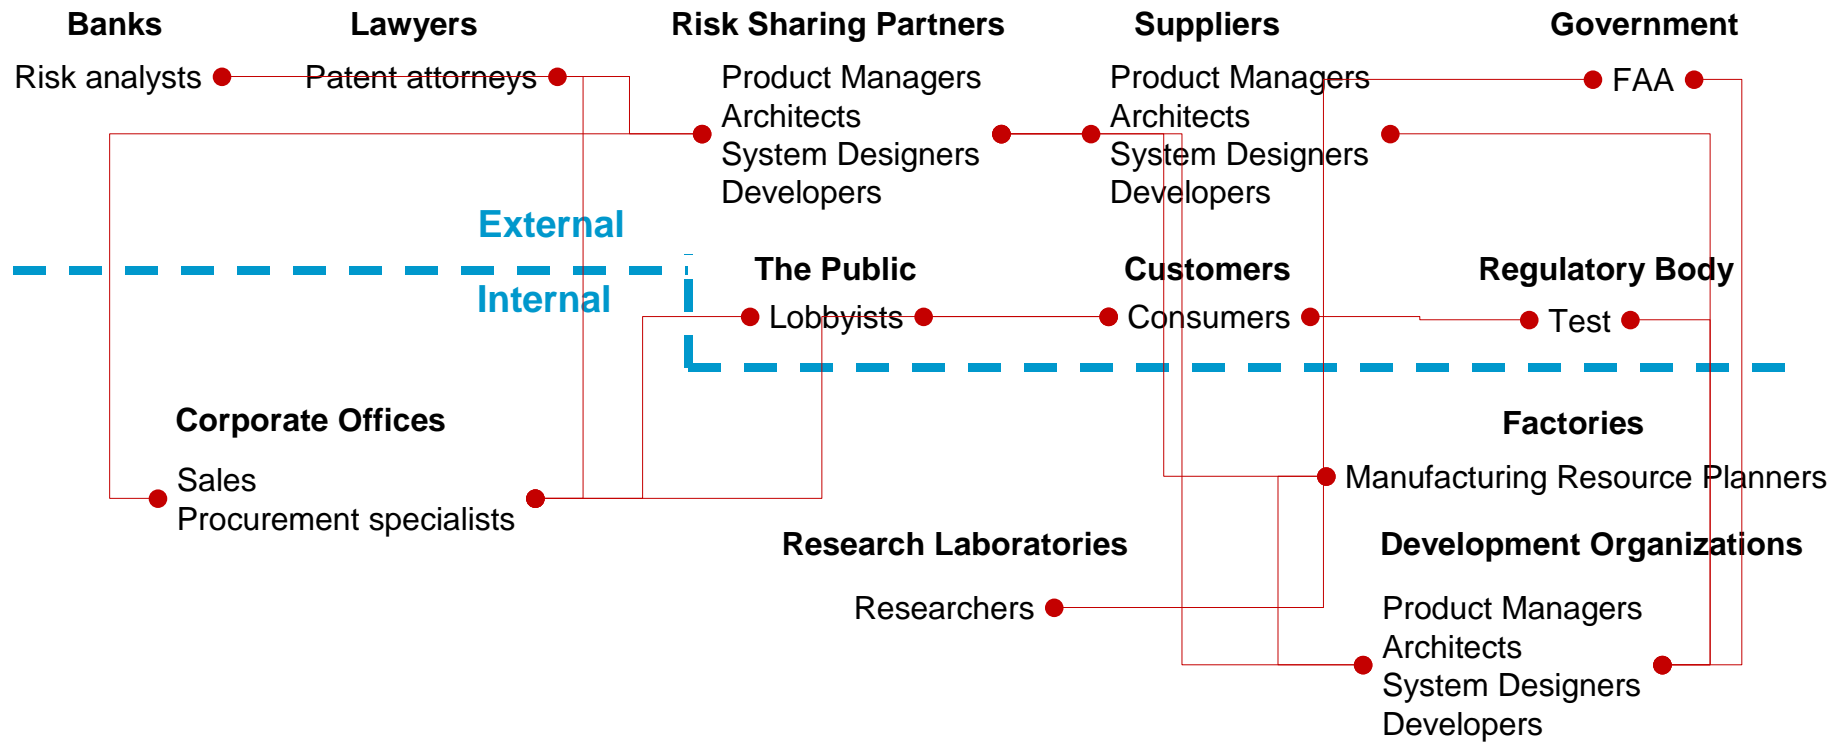 Banks
Lawyers
Risk Sharing Partners
Suppliers
Government
Risk analysts
Patent attorneys
Product Managers
Architects
System Designers
Developers
Product Managers
Architects
System Designers
Developers
FAA
External
Internal
The Public
Customers
Regulatory Body
Lobbyists
Consumers
Test
Corporate Offices
Factories
Sales
Procurement specialists
Manufacturing Resource Planners
Research Laboratories
Development Organizations
Researchers
Product Managers
Architects
System Designers
Developers